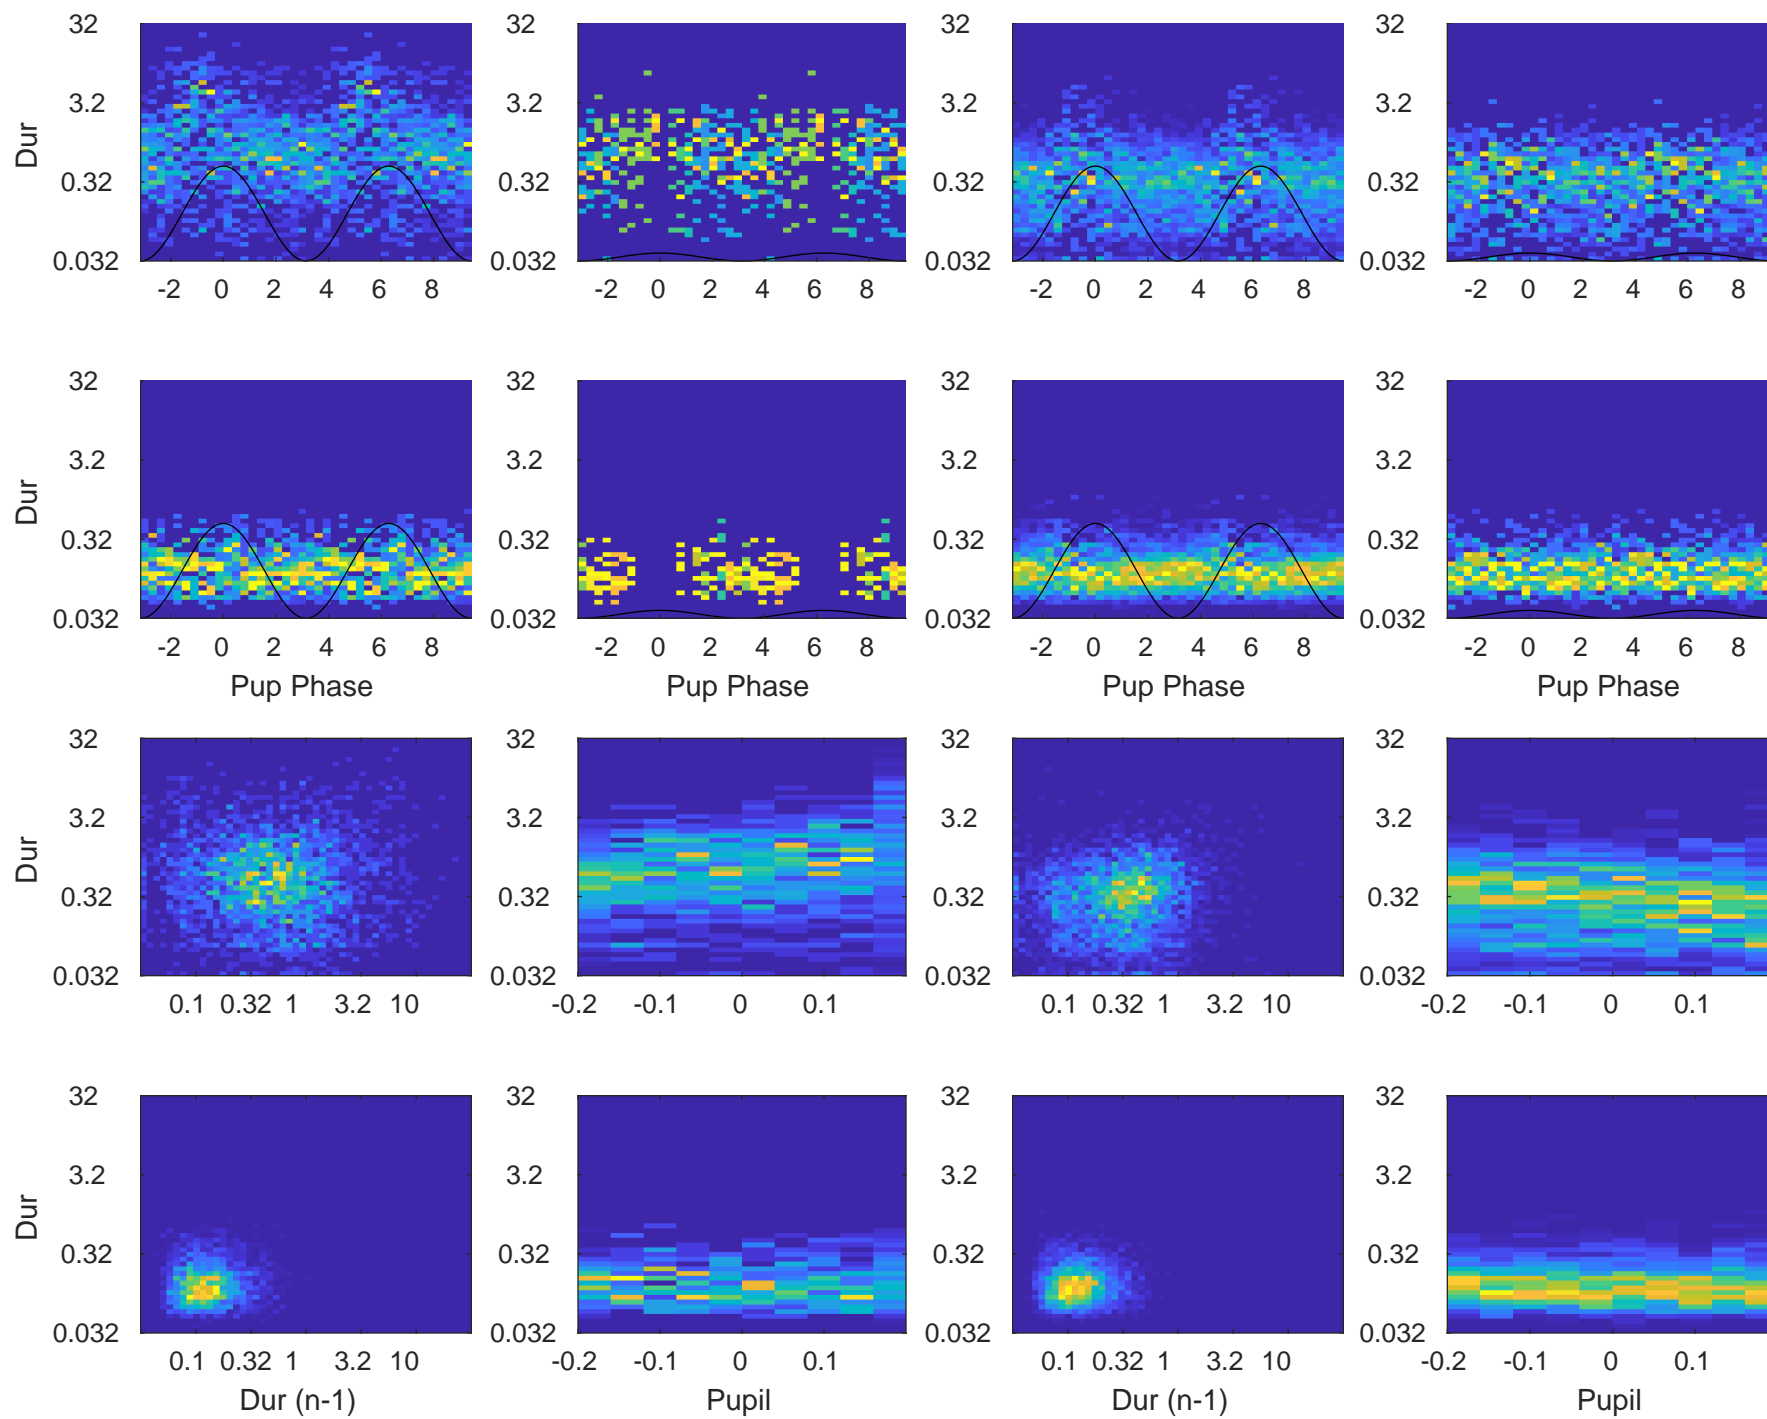 32 32 32 32
Dur 3.2 3.2 3.2 3.2
0.32 0.32 0.32 0.32
0.032 0.032 0.032 0.032
-2 0 2 4 6 8 -2 0 2 4 6 8 -2 0 2 4 6 8 -2 0 2 4 6 8
32 32 32 32
Dur 3.2 3.2 3.2 3.2
0.32 0.32 0.32 0.32
0.032 0.032 0.032 0.032
-2 0 2 4 6 8 -2 0 2 4 6 8 -2 0 2 4 6 8 -2 0 2 4 6 8
Pup Phase Pup Phase Pup Phase Pup Phase
32 32 32 32
Dur 3.2 3.2 3.2 3.2
0.32 0.32 0.32 0.32
0.032 0.032 0.032 0.032
0.1 0.32 1 3.2 10 -0.2 -0.1 0 0.1 0.1 0.32 1 3.2 10 -0.2 -0.1 0 0.1
32 32 32 32
Dur 3.2 3.2 3.2 3.2
0.32 0.32 0.32 0.32
0.032 0.032 0.032 0.032
0.1 0.32 1 3.2 10 -0.2 -0.1 0 0.1 0.1 0.32 1 3.2 10 -0.2 -0.1 0 0.1
Dur (n-1) Pupil Dur (n-1) Pupil